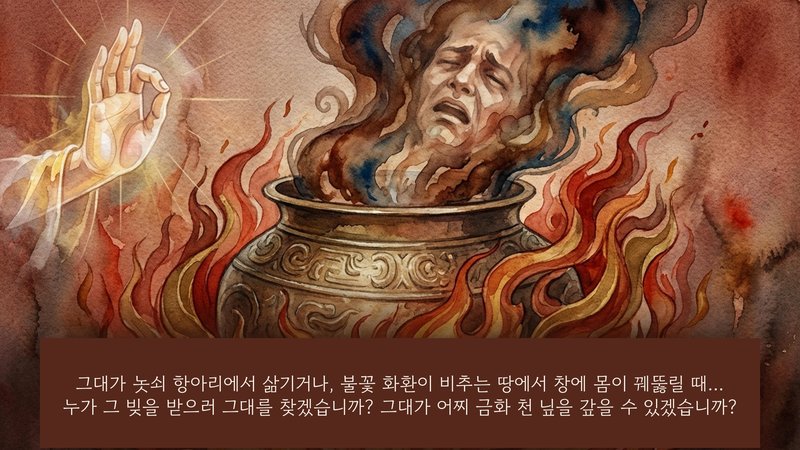 그대가 놋쇠 항아리에서 삶기거나, 불꽃 화환이 비추는 땅에서 창에 몸이 꿰뚫릴 때...
누가 그 빚을 받으러 그대를 찾겠습니까? 그대가 어찌 금화 천 닢을 갚을 수 있겠습니까?